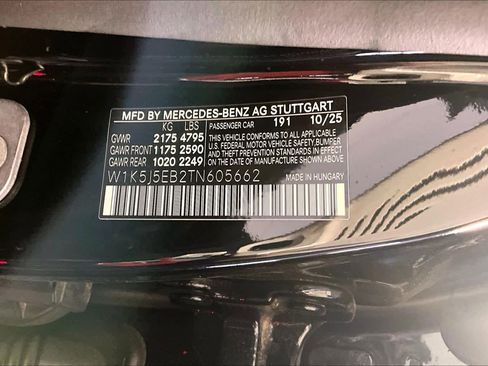 MFD BY MERCEDES-BENZ AG STUTTGART
KG LBS PASSENGER CAR 191 10/25
GVWR 2175 4795 THIS VEHICLE CONFORMS TO ALL APPLICABLE
GAWR FRONT 1175 2590 U.S. FEDERAL MOTOR VEHICLE SAFETY
GAWR REAR 1020 2249 BUMPER, AND THEFT PREVENTION STANDARDS
IN EFFECT ON THE DATE OF MANUFACTURE SHOWN ABOVE.
W1K5J5EB2TN605662 MADE IN HUNGARY